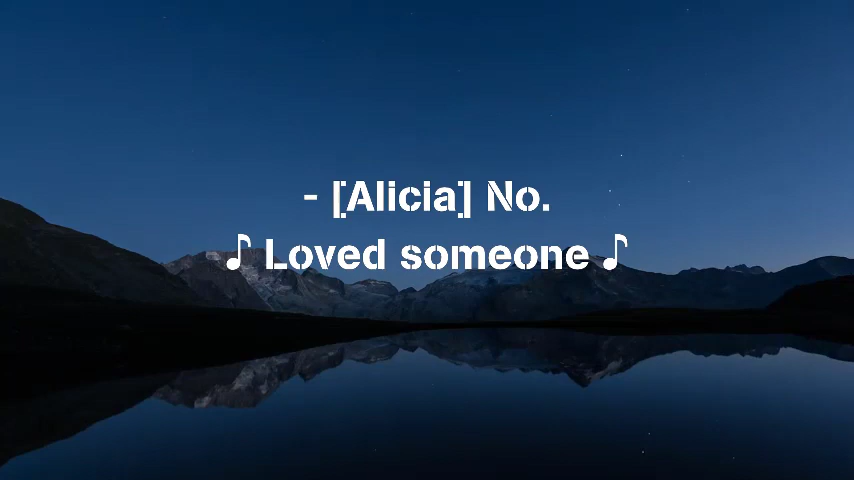 - [Alicia] No.
♪ Loved someone ♪